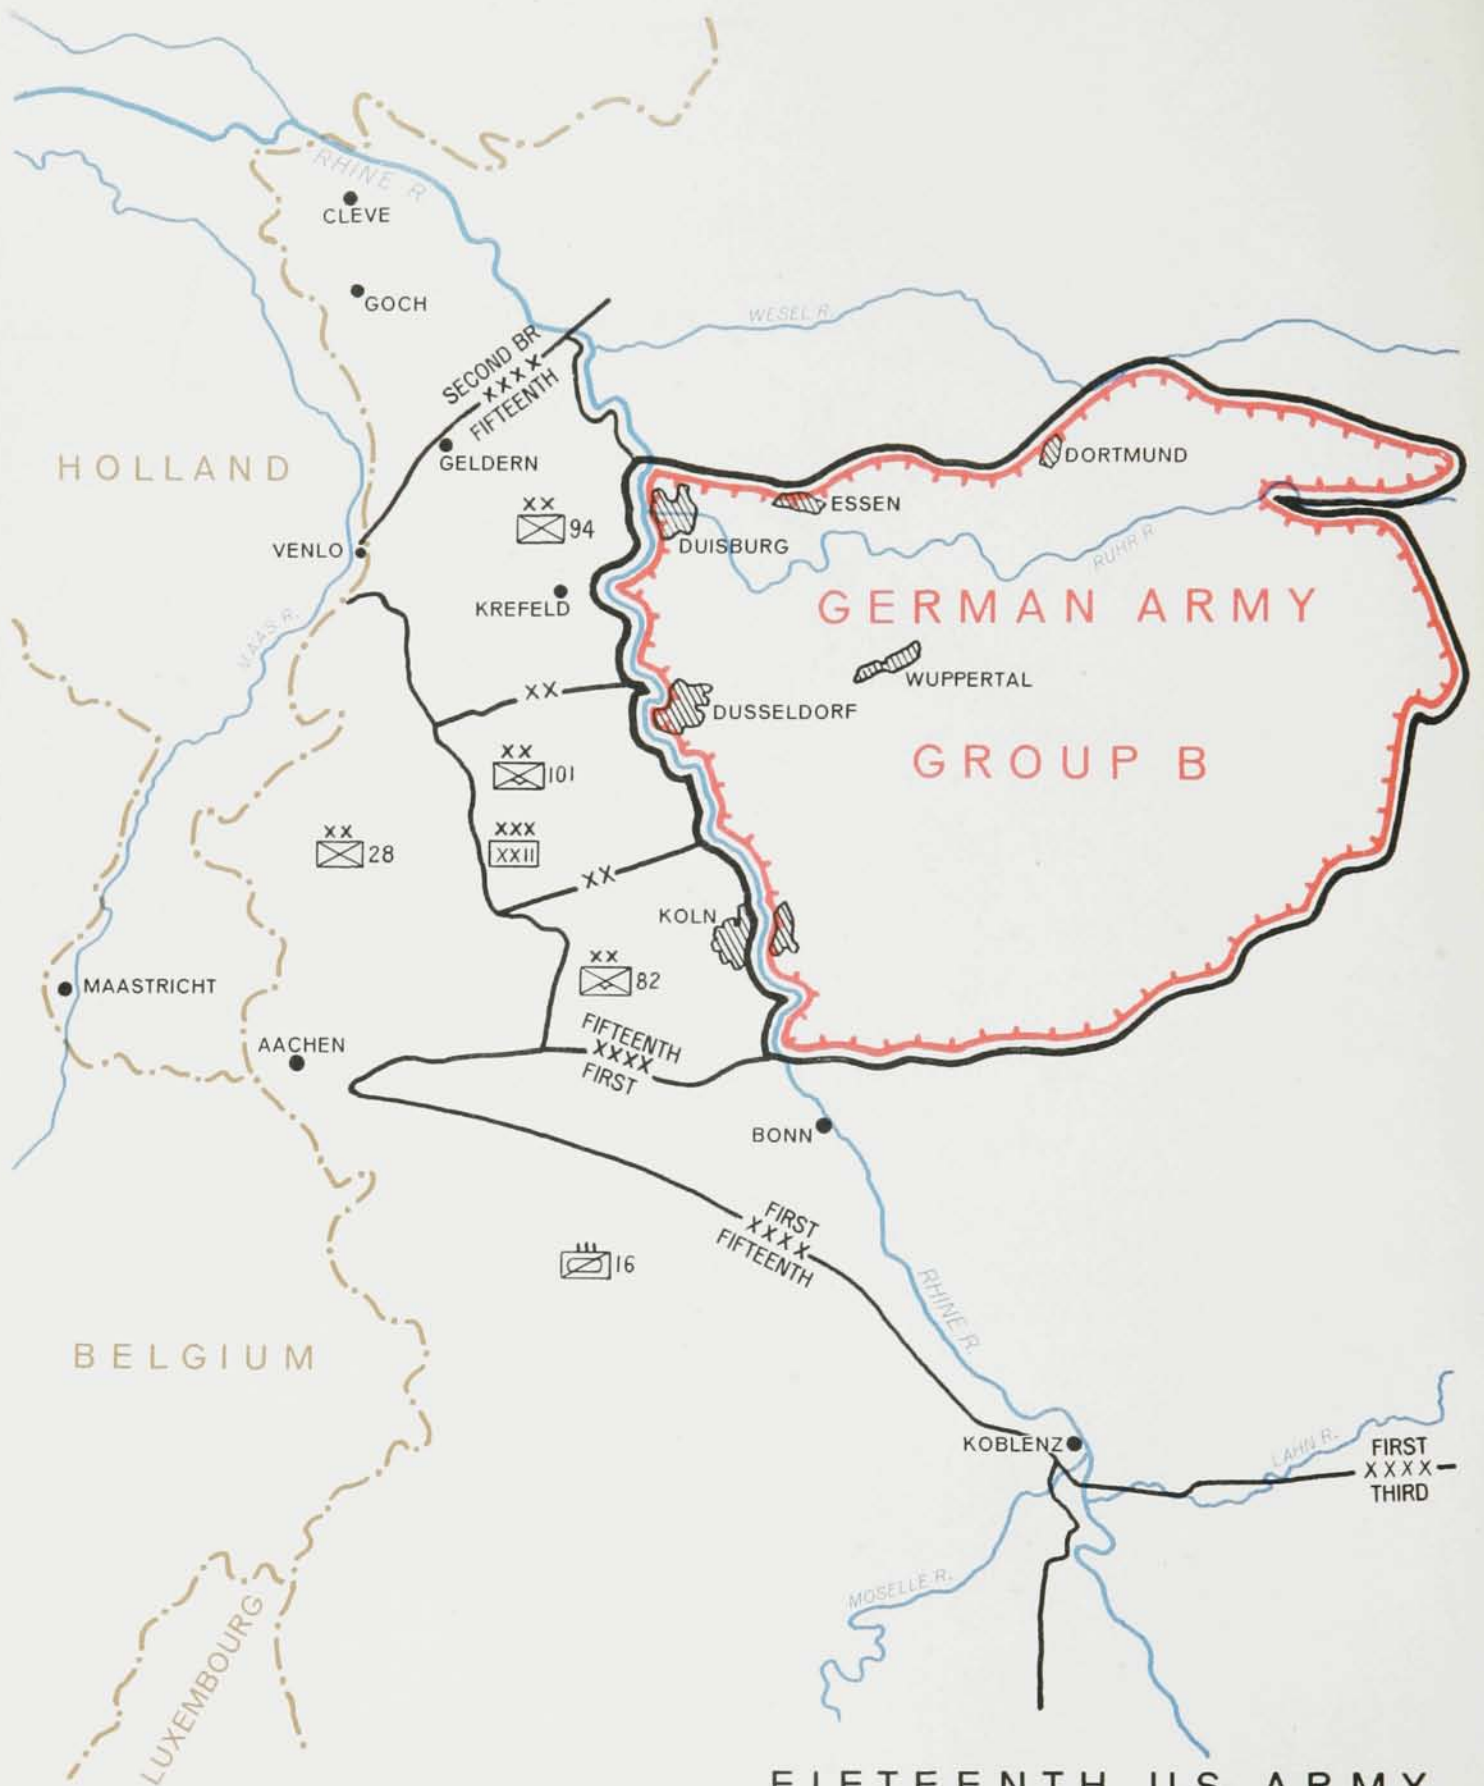 RHINE R
CLEVE
GOCH
WESEL R.
SECOND BR
XXXX
FIFTEENTH
HOLLAND
GELDERN
DORTMUND
XX
94
ESSEN
DUISBURG
VENLO
RUHR R
KREFELD
GERMAN ARMY
MAAS R.
WUPPERTAL
XX
DUSSELDORF
GROUP B
XX
101
XX
28
XXX
XXII
XX
KOLN
XX
82
MAASTRICHT
FIFTEENTH
XXXX
FIRST
AACHEN
BONN
FIRST
XXXX
FIFTEENTH
16
RHINE R.
BELGIUM
KOBLENZ
LAHN R.
FIRST
XXXX
THIRD
MOSELLE R.
LUXEMBOURG
FIFTEENTH US ARMY